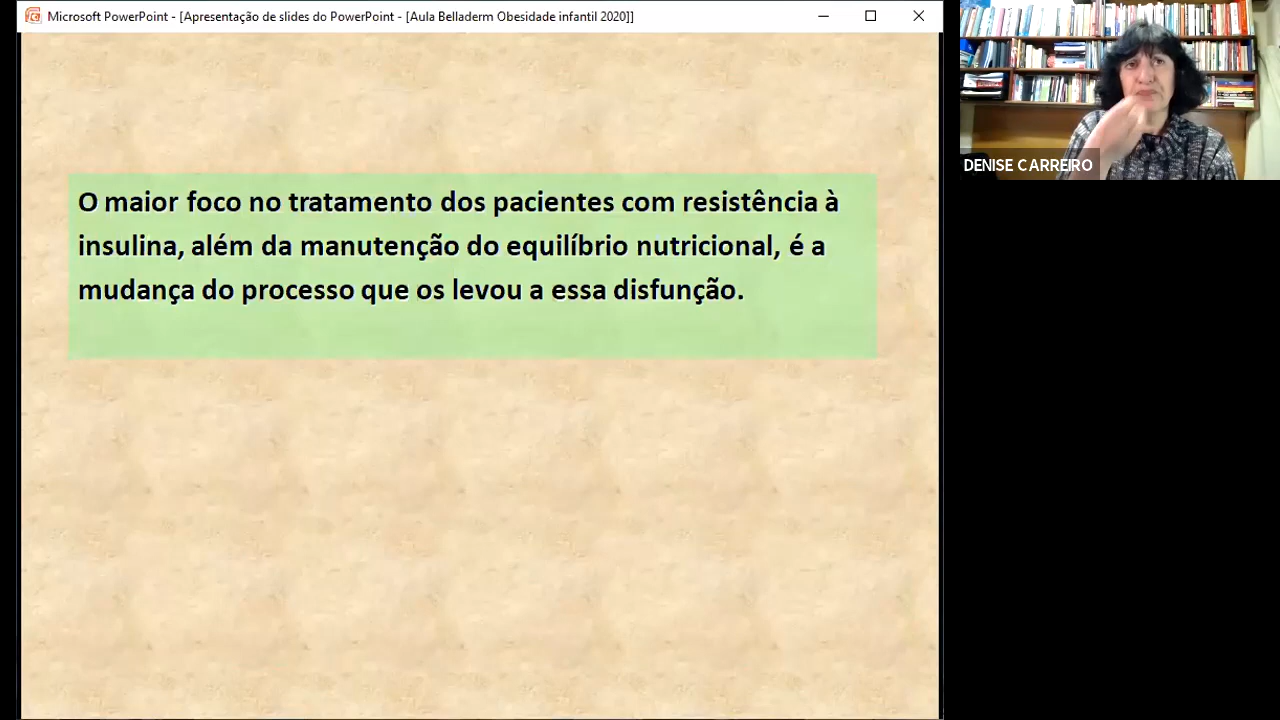 Microsoft PowerPoint - [Apresentação de slides do PowerPoint - [Aula Belladerm Obesidade infantil 2020]]
DENISE CARREIRO
O maior foco no tratamento dos pacientes com resistência à
insulina, além da manutenção do equilíbrio nutricional, é a
mudança do processo que os levou a essa disfunção.